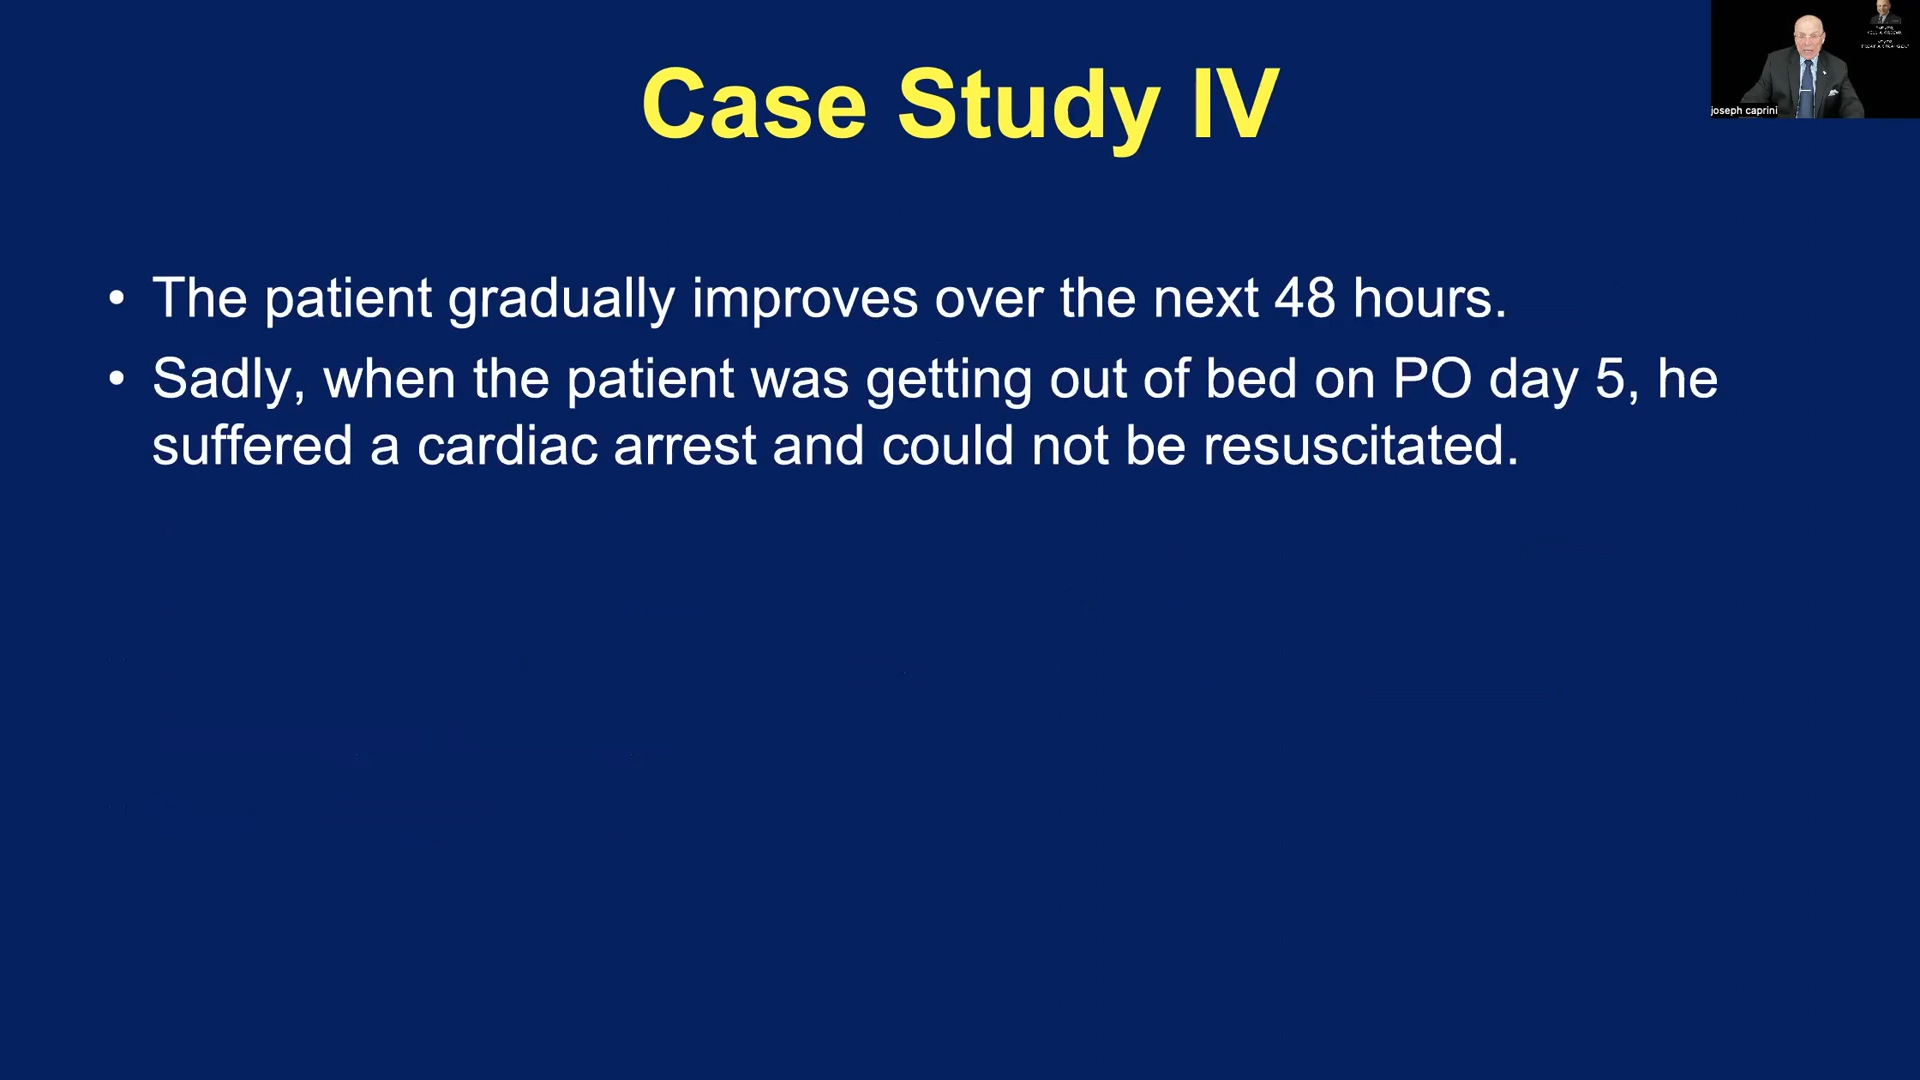 Case Study IV
joseph caprini
• The patient gradually improves over the next 48 hours.
• Sadly, when the patient was getting out of bed on PO day 5, he
suffered a cardiac arrest and could not be resuscitated.